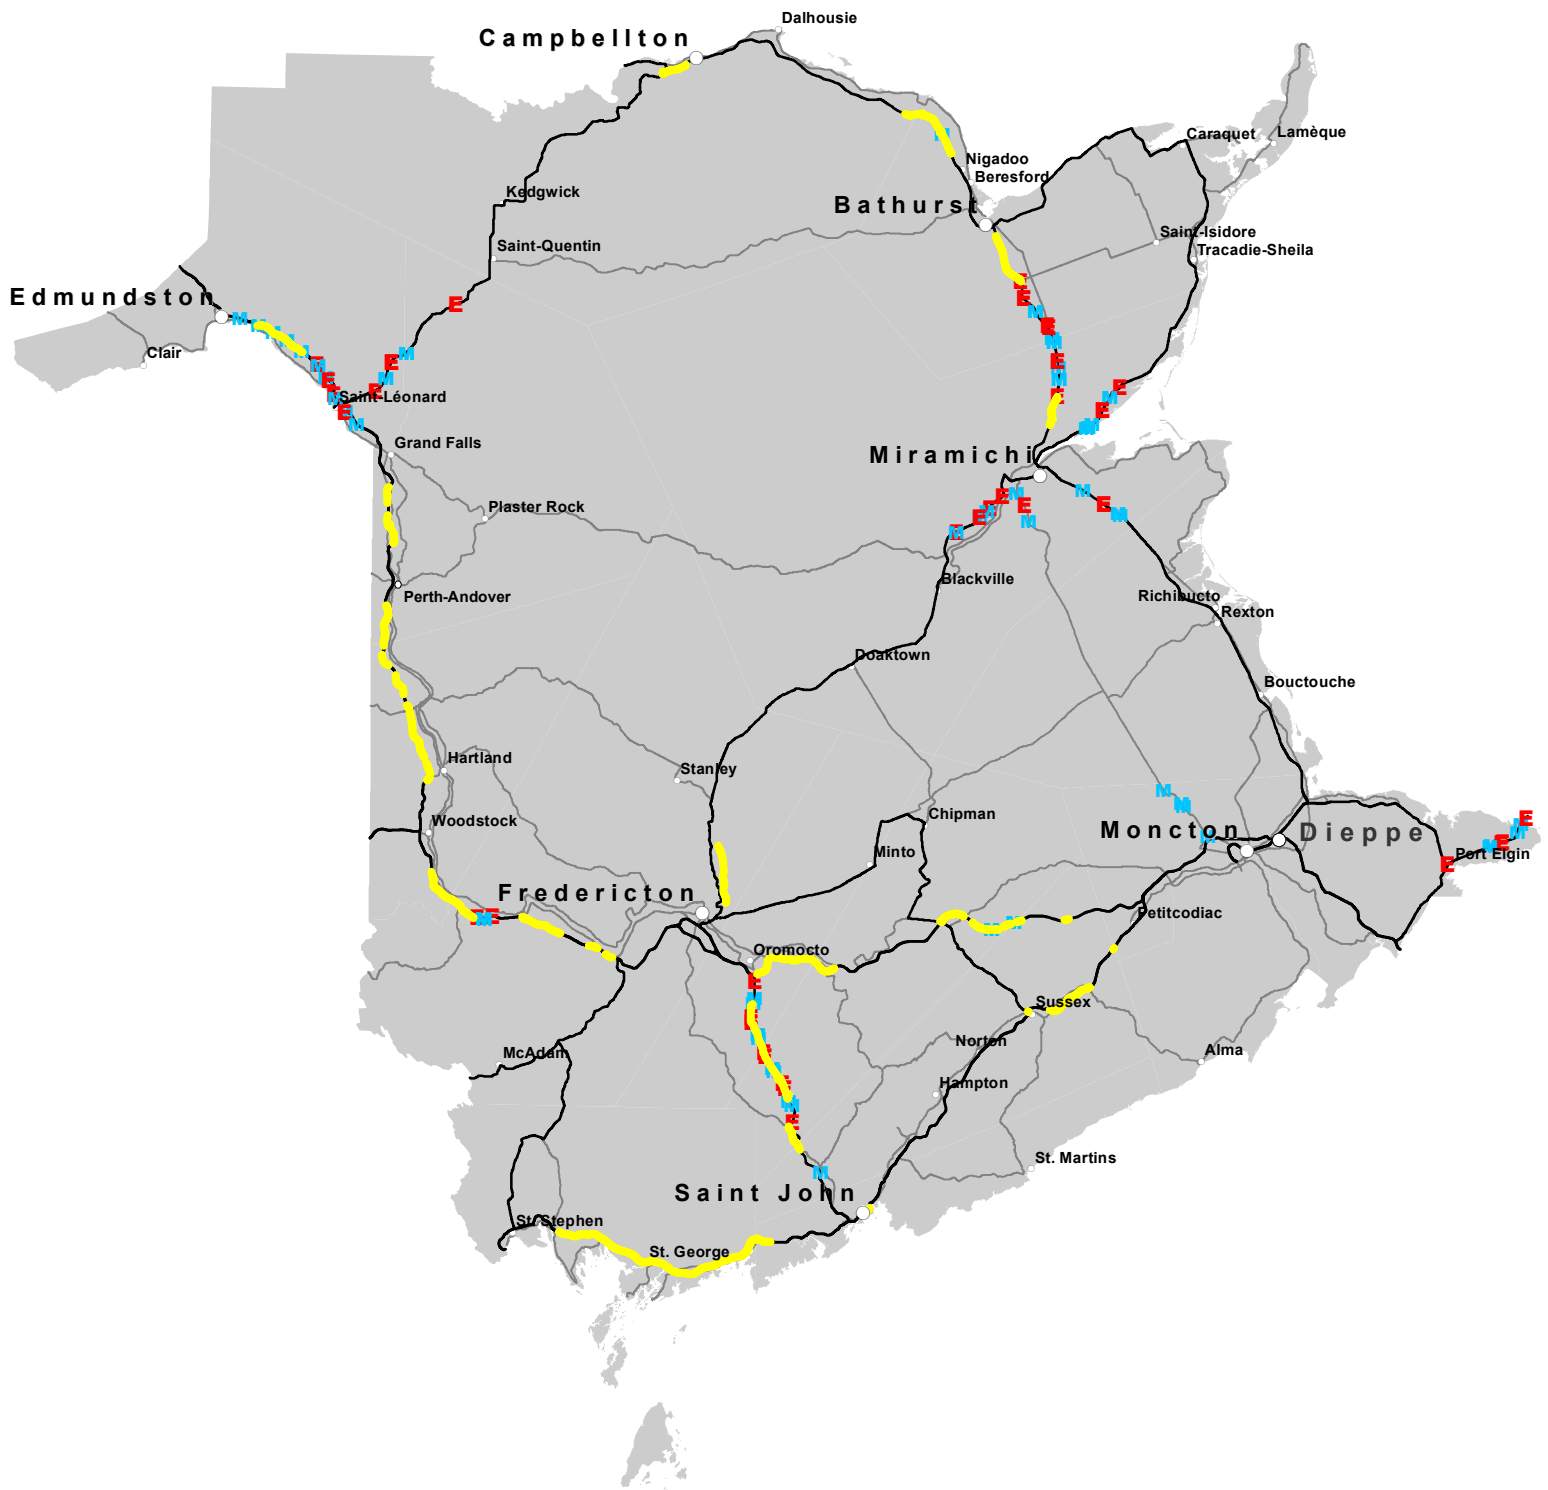 Dalhousie
Campbellton
Caraquet
Lamèque
M
Nigadoo
Beresford
Kedgwick
Bathurst
Saint-Isidore
Saint-Quentin
Tracadie-Sheila
Edmundston
E
E
E
M
M
E
M
M
Clair
M
E
M
E
M
E
M
E
M
E
E
M
E
E
M
Saint-Léonard
E
M
E
E
M
M
Grand Falls
Miramichi
M
E
M
E
M
E
M
E
M
M
Plaster Rock
M
Blackville
Perth-Andover
Richibucto
Rexton
Doaktown
Bouctouche
Hartland
Stanley
M
M
Woodstock
Chipman
Moncton
Dieppe
M
E
M
E
M
Minto
Port Elgin
E
Fredericton
Petitcodiac
E
M
M
M
Oromocto
E
M
E
M
Sussex
Norton
McAdam
E
M
Alma
Hampton
E
M
E
St. Martins
M
Saint John
St. Stephen
St. George